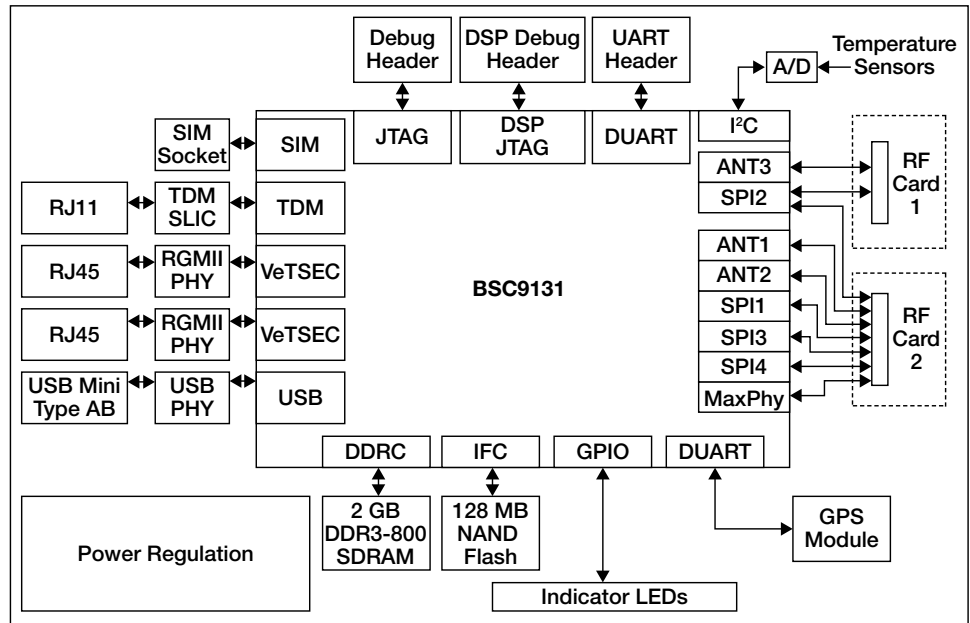 Debug
Header
DSP Debug
Header
UART
Header
A/D
Temperature
Sensors
JTAG
DSP
JTAG
DUART
I²C
SIM
Socket
SIM
ANT3
SPI2
RF
Card
1
RJ11
TDM
SLIC
TDM
RJ45
RGMII
PHY
VeTSEC
BSC9131
ANT1
ANT2
SPI1
SPI3
SPI4
MaxPhy
RF
Card
2
RJ45
RGMII
PHY
VeTSEC
USB Mini
Type AB
USB
PHY
USB
DDRC
IFC
GPIO
DUART
2 GB
DDR3-800
SDRAM
128 MB
NAND
Flash
GPS
Module
Power Regulation
Indicator LEDs